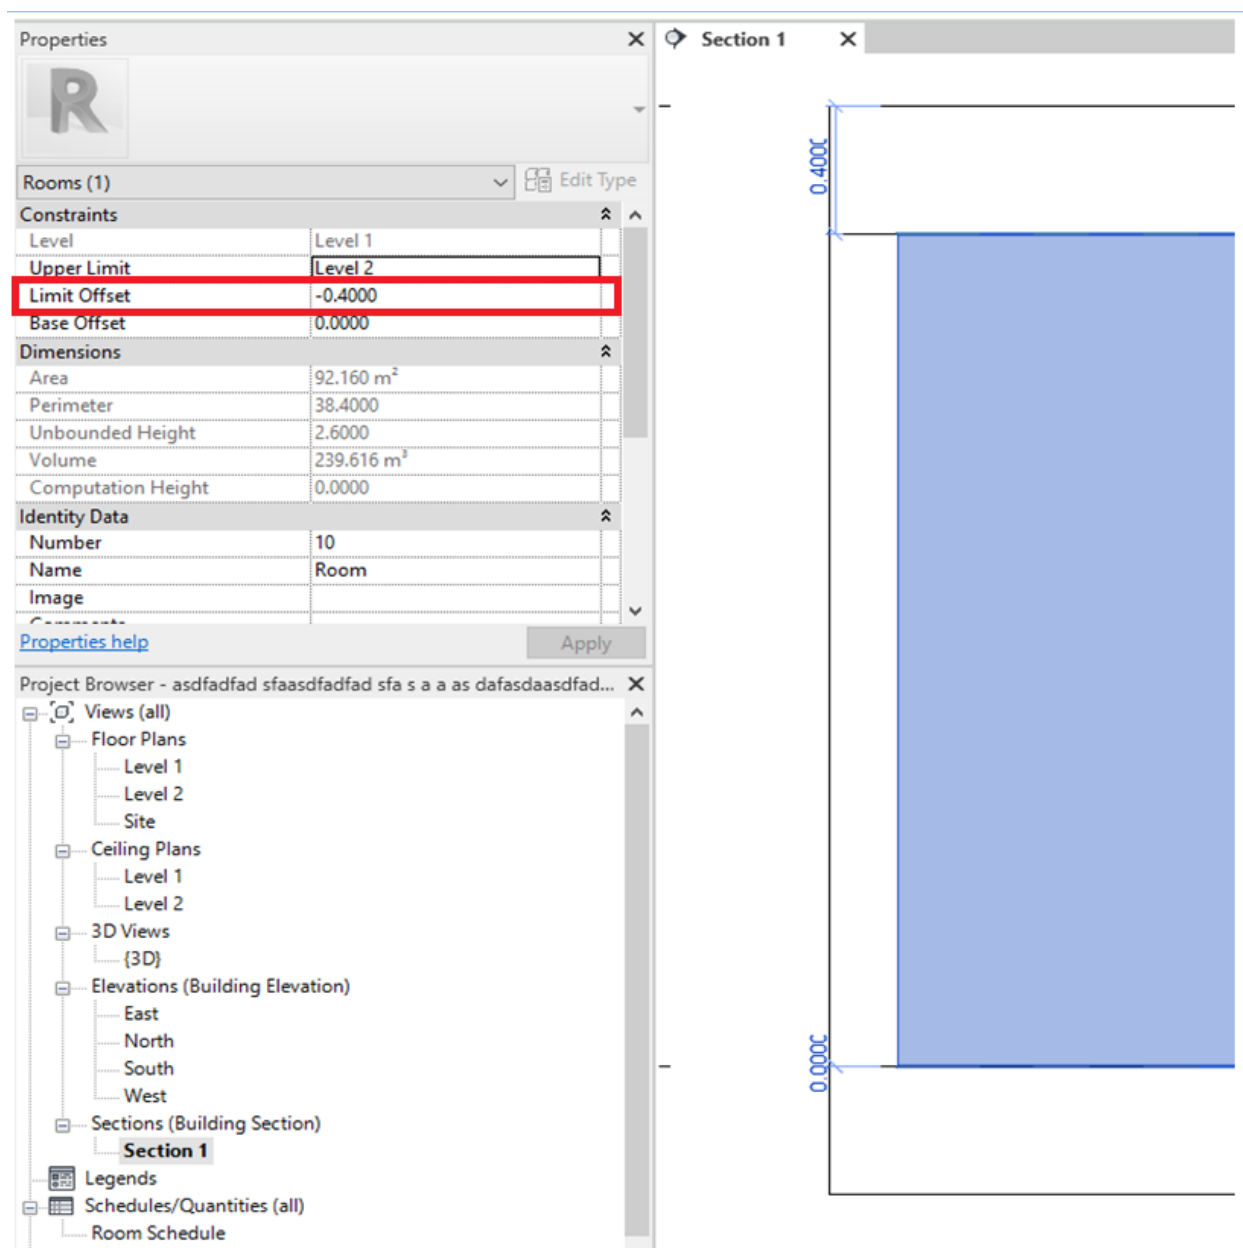 Properties
Section 1
R
Rooms (1)
Edit Type
Constraints
Level Level 1
Upper Limit Level 2
Limit Offset -0.4000
Base Offset 0.0000
Dimensions
Area 92.160 m²
Perimeter 38.4000
Unbounded Height 2.6000
Volume 239.616 m³
Computation Height 0.0000
Identity Data
Number 10
Name Room
Image
Comments
Properties help
Apply
Project Browser - asdfadfad sfaasdfadfad sfa s a a as dafasdaasdfad...
Views (all)
Floor Plans
Level 1
Level 2
Site
Ceiling Plans
Level 1
Level 2
3D Views
{3D}
Elevations (Building Elevation)
East
North
South
West
Sections (Building Section)
Section 1
Legends
Schedules/Quantities (all)
Room Schedule
0.4000
0.0000